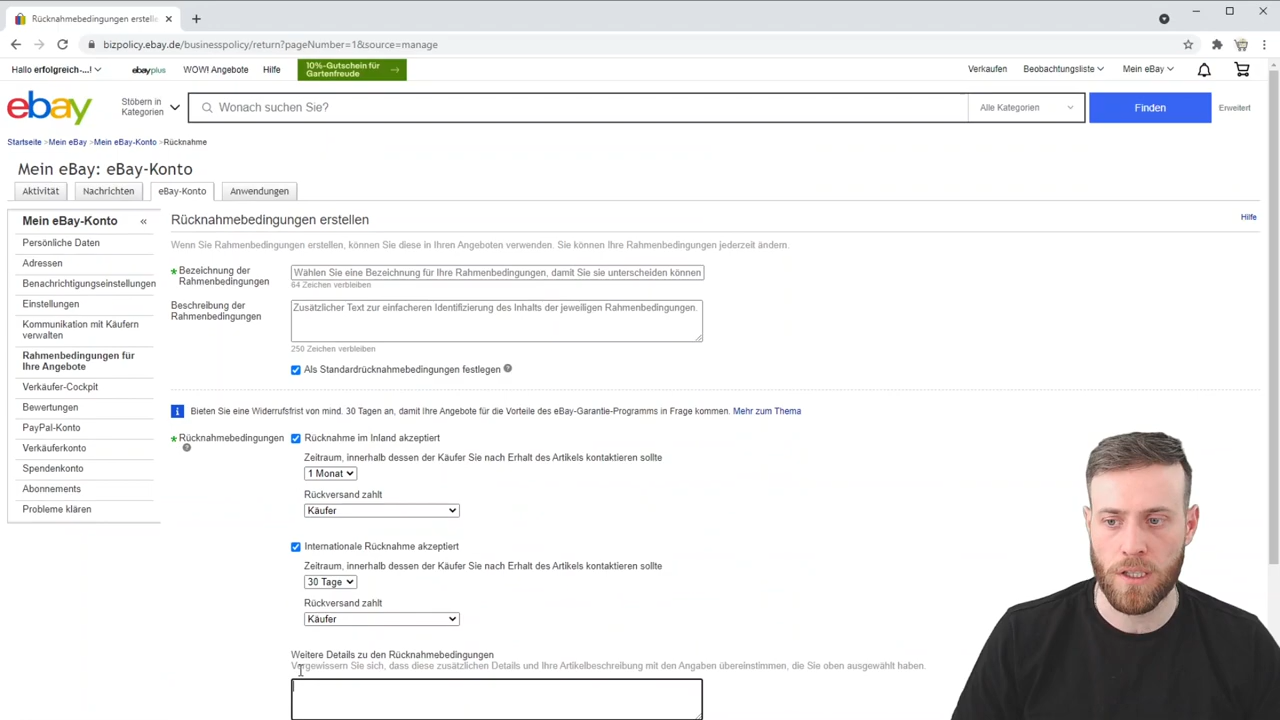 Rücknahmebedingungen erstelle
bizpolicy.ebay.de/businesspolicy/return?pageNumber=1&source=manage
Hallo erfolgreich-...! ebayplus WOW! Angebote Hilfe 10%-Gutschein für Gartenfreude Verkaufen Beobachtungsliste Mein eBay
ebay Stöbern in Kategorien Wonach suchen Sie? Alle Kategorien Finden Erweitert
Startseite >Mein eBay >Mein eBay-Konto >Rücknahme
Mein eBay: eBay-Konto
Aktivität Nachrichten eBay-Konto Anwendungen
Mein eBay-Konto «
Persönliche Daten
Adressen
Benachrichtigungseinstellungen
Einstellungen
Kommunikation mit Käufern
verwalten
Rahmenbedingungen für
Ihre Angebote
Verkäufer-Cockpit
Bewertungen
PayPal-Konto
Verkäuferkonto
Spendenkonto
Abonnements
Probleme klären
Rücknahmebedingungen erstellen Hilfe
Wenn Sie Rahmenbedingungen erstellen, können Sie diese in Ihren Angeboten verwenden. Sie können Ihre Rahmenbedingungen jederzeit ändern.
* Bezeichnung der
Rahmenbedingungen
Wählen Sie eine Bezeichnung für Ihre Rahmenbedingungen, damit Sie sie unterscheiden können
64 Zeichen verbleiben
Beschreibung der
Rahmenbedingungen
Zusätzlicher Text zur einfacheren Identifizierung des Inhalts der jeweiligen Rahmenbedingungen.
250 Zeichen verbleiben
Als Standardrücknahmebedingungen festlegen ?
i Bieten Sie eine Widerrufsfrist von mind. 30 Tagen an, damit Ihre Angebote für die Vorteile des eBay-Garantie-Programms in Frage kommen. Mehr zum Thema
* Rücknahmebedingungen ?
Rücknahme im Inland akzeptiert
Zeitraum, innerhalb dessen der Käufer Sie nach Erhalt des Artikels kontaktieren sollte
1 Monat
Rückversand zahlt
Käufer
Internationale Rücknahme akzeptiert
Zeitraum, innerhalb dessen der Käufer Sie nach Erhalt des Artikels kontaktieren sollte
30 Tage
Rückversand zahlt
Käufer
Weitere Details zu den Rücknahmebedingungen
Vergewissern Sie sich, dass diese zusätzlichen Details und Ihre Artikelbeschreibung mit den Angaben übereinstimmen, die Sie oben ausgewählt haben.